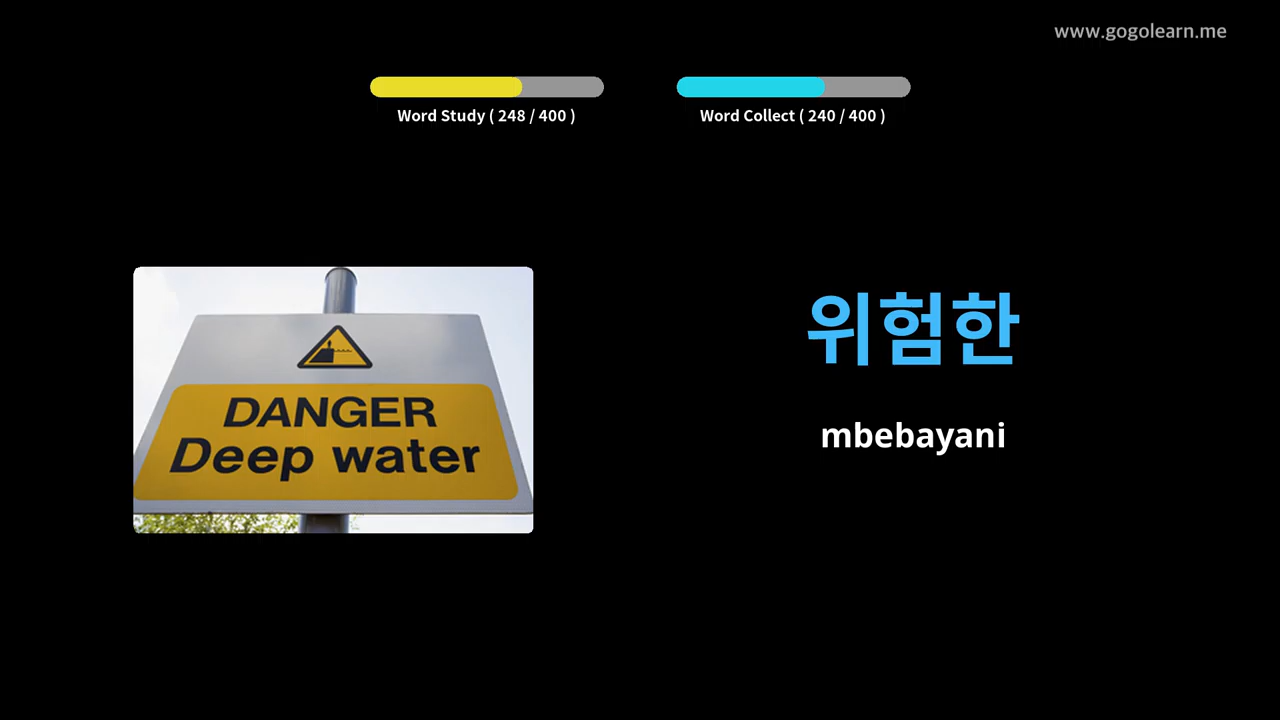 www.gogolearn.me
Word Study ( 248 / 400 )
Word Collect ( 240 / 400 )
DANGER
Deep water
위험한
mbebayani